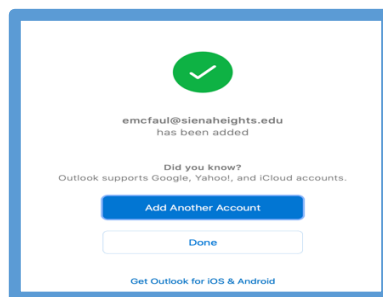 emcfaul@sienaheights.edu
has been added
Did you know?
Outlook supports Google, Yahoo!, and iCloud accounts.
Add Another Account
Done
Get Outlook for iOS & Android